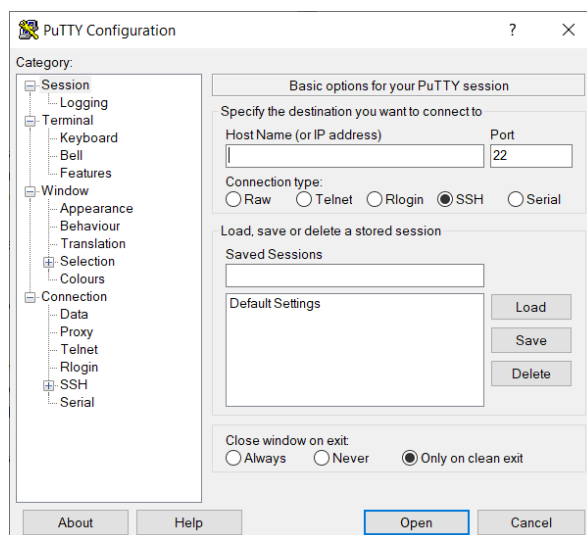 PuTTY Configuration
?
Category:
Session
Logging
Terminal
Keyboard
Bell
Features
Window
Appearance
Behaviour
Translation
Selection
Colours
Connection
Data
Proxy
Telnet
Rlogin
SSH
Serial
Basic options for your PuTTY session
Specify the destination you want to connect to
Host Name (or IP address) Port
22
Connection type:
Raw Telnet Rlogin SSH Serial
Load, save or delete a stored session
Saved Sessions
Default Settings
Load
Save
Delete
Close window on exit:
Always Never Only on clean exit
About Help Open Cancel